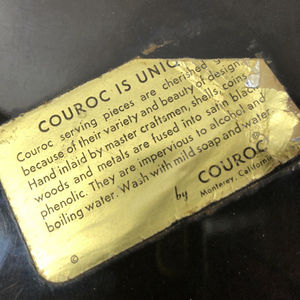 COUROC IS UNIQ
Couroc serving pieces are cherished
because of their variety and beauty of design.
Hand inlaid by master craftsmen, shells, coins
woods and metals are fused into satin black
phenolic. They are impervious to alcohol and
boiling water. Wash with mild soap and water
by COUROC®
Monterey, California
©